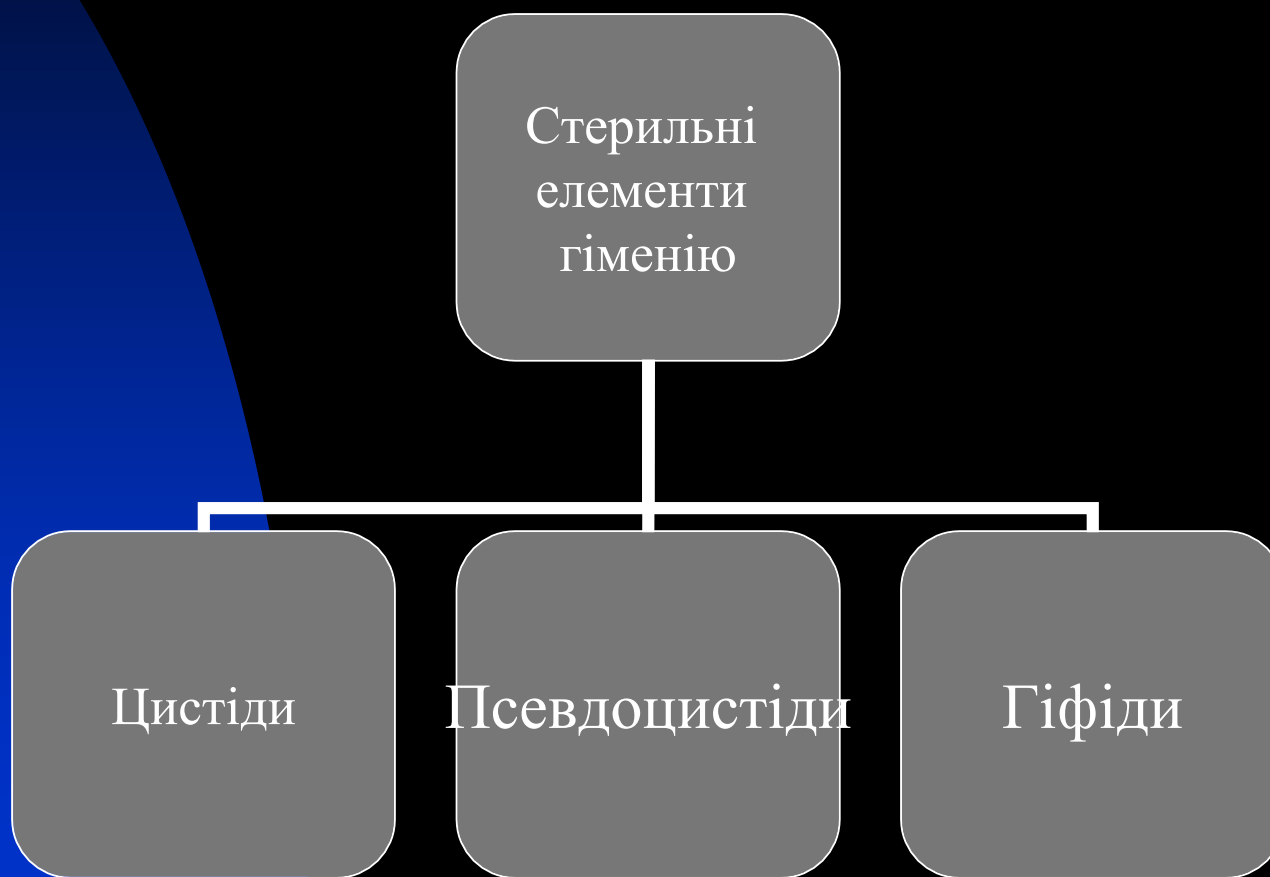 Стерильні
елементи
гіменію
Цистіди
Псевдоцистіди
Гіфіди